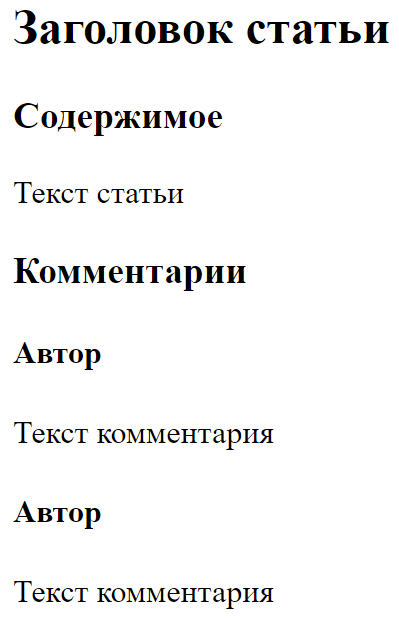 Заголовок статьи
Содержимое
Текст статьи
Комментарии
Автор
Текст комментария
Автор
Текст комментария